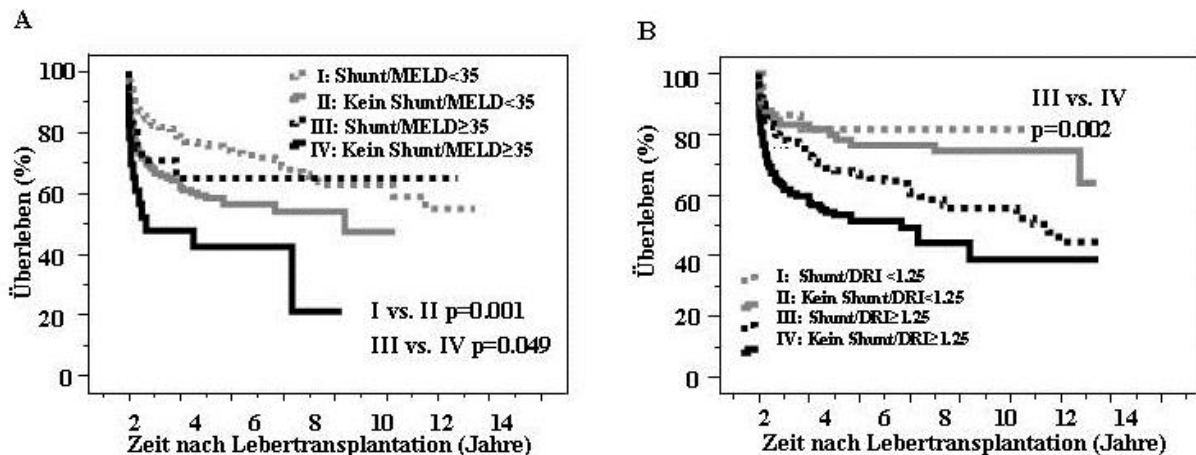 A
100
80
60
40
20
0
Überleben (%)
I: Shunt/MELD<35
II: Kein Shunt/MELD<35
III: Shunt/MELD≥35
IV: Kein Shunt/MELD≥35
I vs. II p=0.001
III vs. IV p=0.049
2 4 6 8 10 12 14
Zeit nach Lebertransplantation (Jahre)
B
100
80
60
40
20
0
Überleben (%)
III vs. IV
p=0.002
I: Shunt/DRI <1.25
II: Kein Shunt/DRI<1.25
III: Shunt/DRI≥1.25
IV: Kein Shunt/DRI≥1.25
2 4 6 8 10 12 14
Zeit nach Lebertransplantation (Jahre)